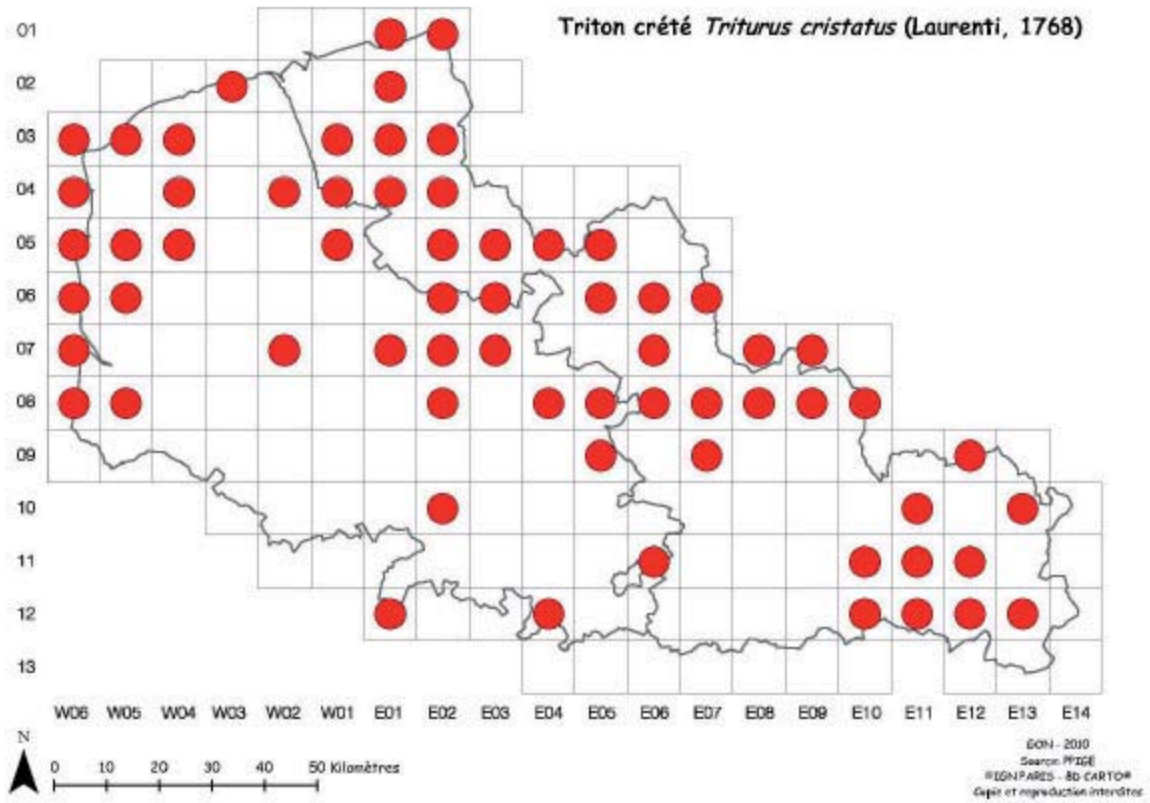 Triton crété Triturus cristatus (Laurenti, 1768)
01
02
03
04
05
06
07
08
09
10
11
12
13
W06 W05 W04 W03 W02 W01 E01 E02 E03 E04 E05 E06 E07 E08 E09 E10 E11 E12 E13 E14
N
0 10 20 30 40 50 Kilomètres
GON - 2010
Source: PPIGE
©IGN PARIS - BD CARTO®
Copie et reproduction interdites